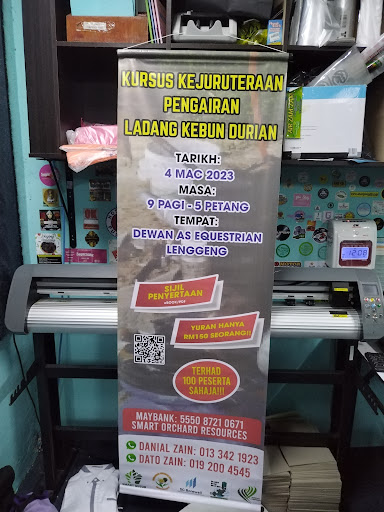 KURSUS KEJURUTERAAN
PENGAIRAN
LADANG KEBUN DURIAN
TARIKH:
4 MAC 2023
MASA:
9 PAGI - 5 PETANG
TEMPAT:
DEWAN AS EQUESTRIAN
LENGGENG
SIJIL
PENYERTAAN
YURAN HANYA
RM150 SEORANG!!
TERHAD
100 PESERTA
SAHAJA!!!
MAYBANK: 5550 8721 0671
SMART ORCHARD RESOURCES
DANIAL ZAIN: 013 342 1923
DATO ZAIN: 019 200 4545
12:08